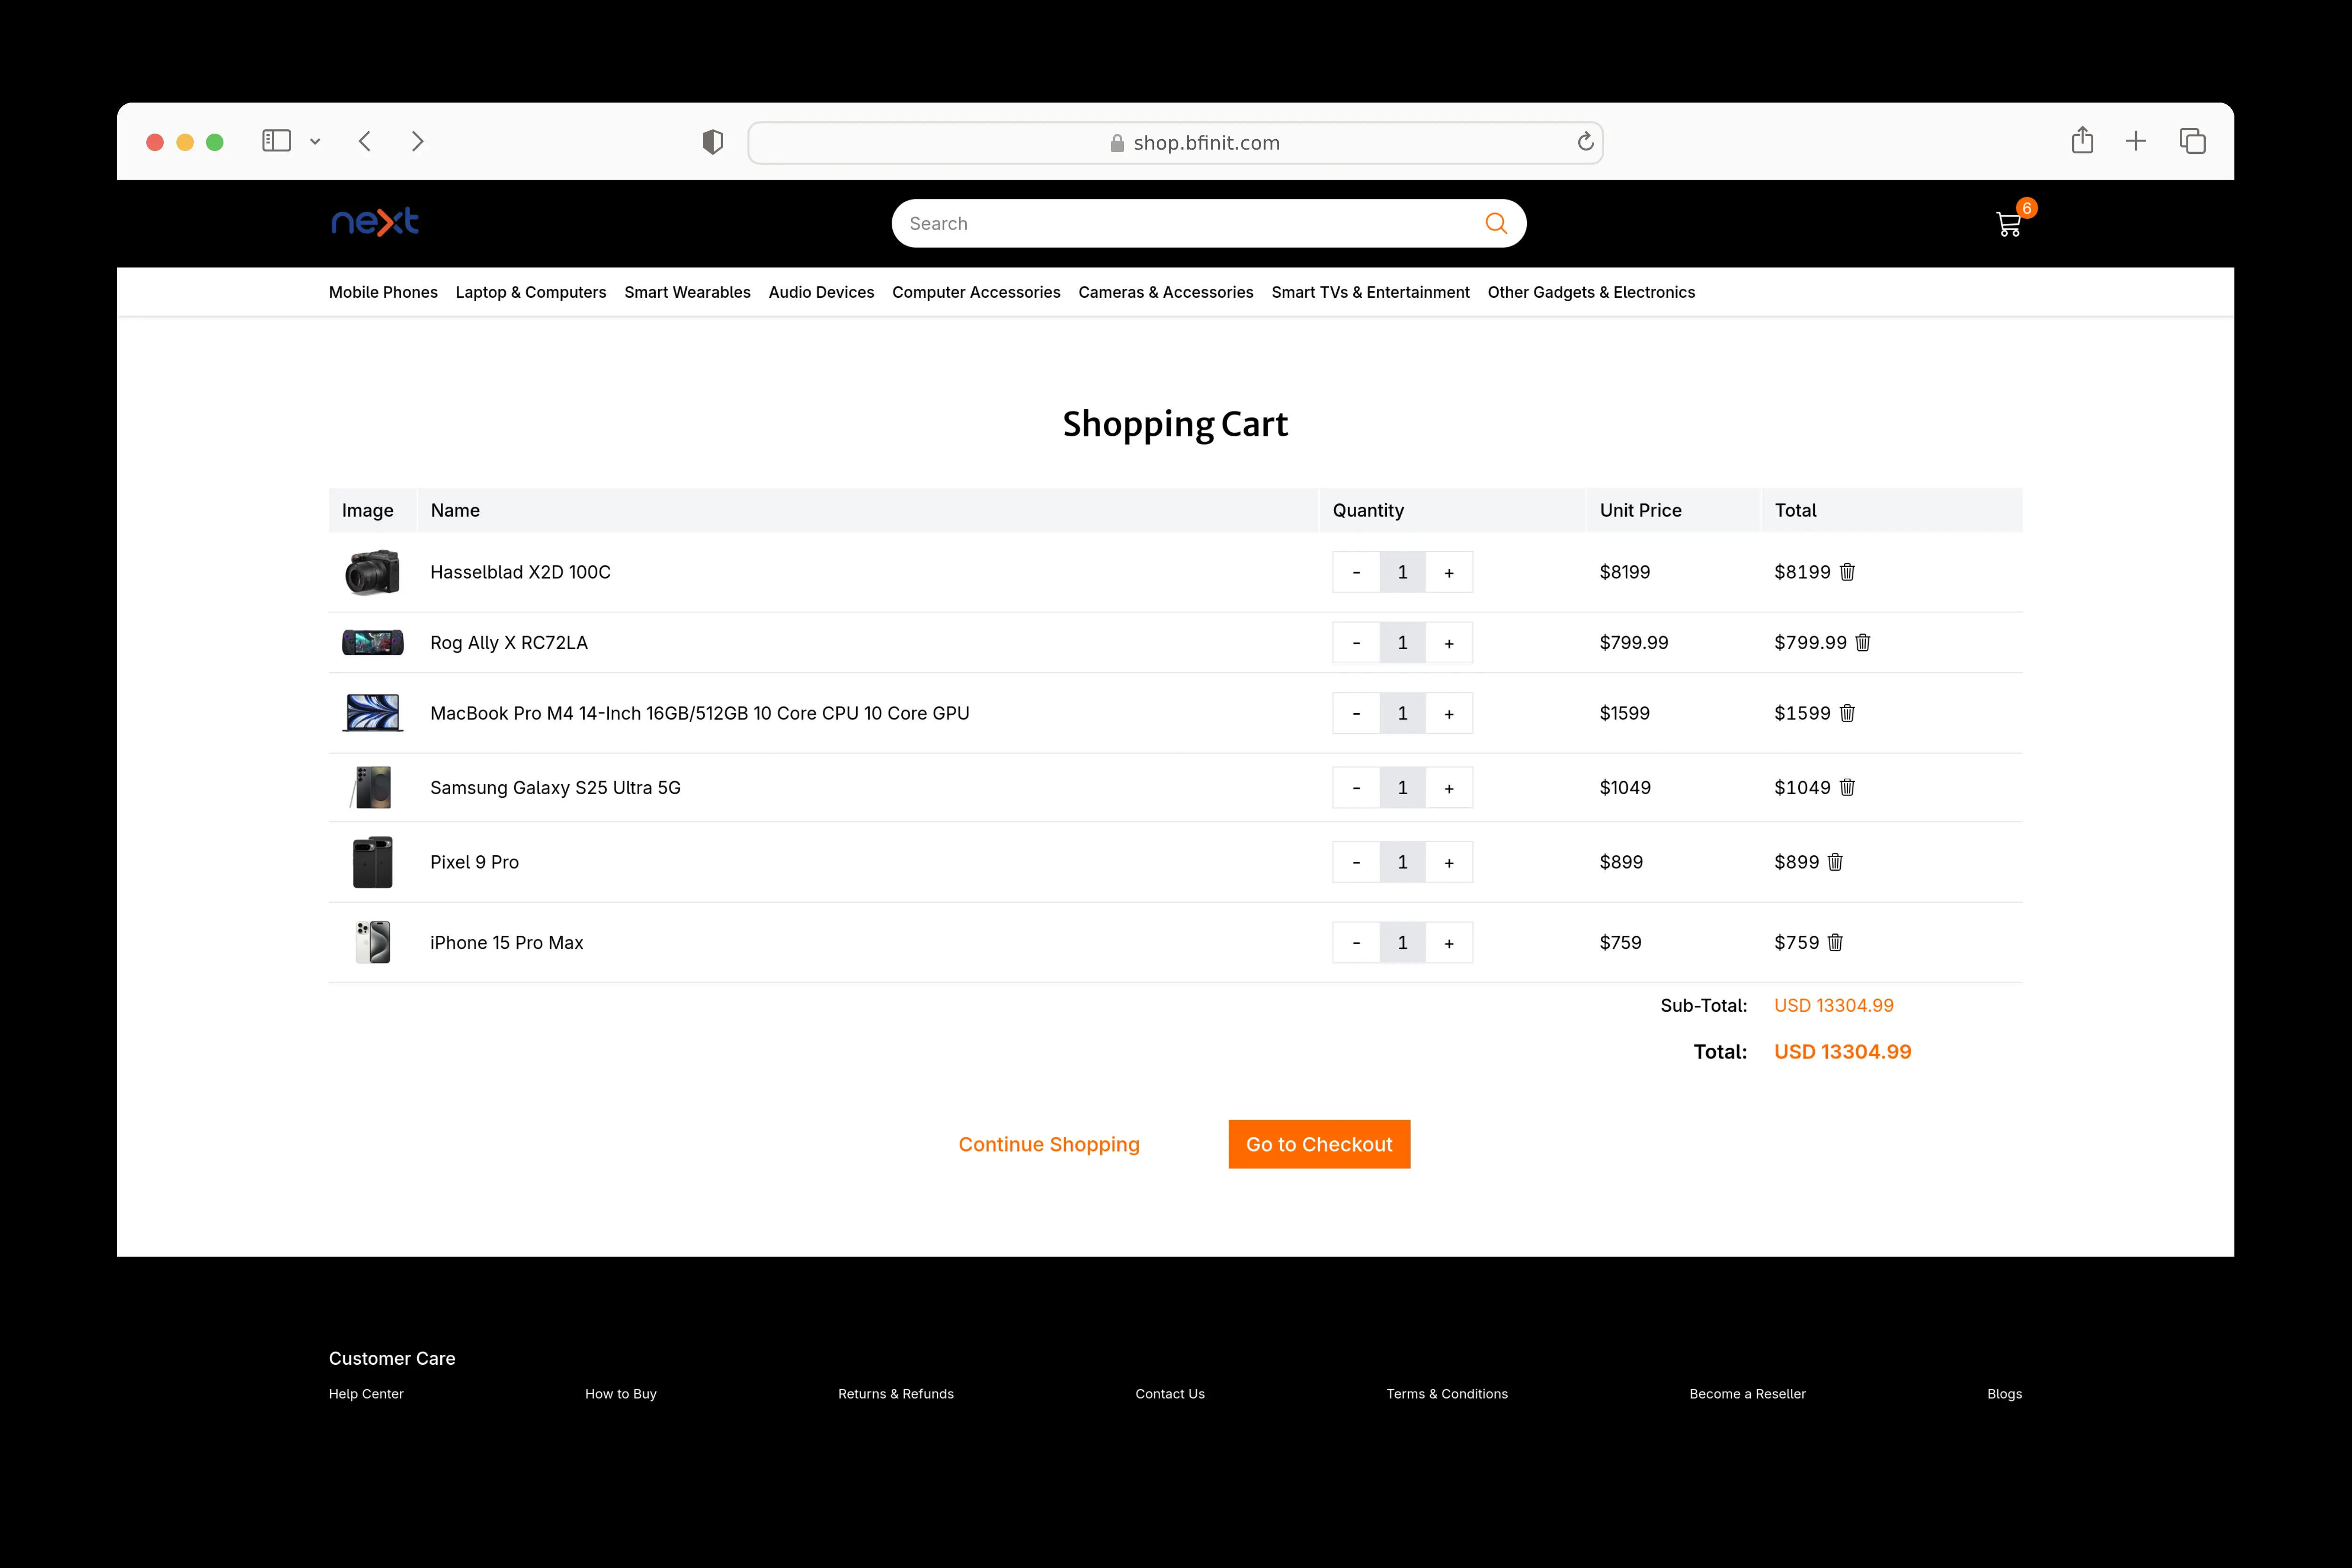 shop.bfinit.com
next
Search
6
Mobile Phones Laptop & Computers Smart Wearables Audio Devices Computer Accessories Cameras & Accessories Smart TVs & Entertainment Other Gadgets & Electronics
Shopping Cart
Image Name Quantity Unit Price Total
Hasselblad X2D 100C - 1 + $8199 $8199
Rog Ally X RC72LA - 1 + $799.99 $799.99
MacBook Pro M4 14-Inch 16GB/512GB 10 Core CPU 10 Core GPU - 1 + $1599 $1599
Samsung Galaxy S25 Ultra 5G - 1 + $1049 $1049
Pixel 9 Pro - 1 + $899 $899
iPhone 15 Pro Max - 1 + $759 $759
Sub-Total: USD 13304.99
Total: USD 13304.99
Continue Shopping Go to Checkout
Customer Care
Help Center How to Buy Returns & Refunds Contact Us Terms & Conditions Become a Reseller Blogs